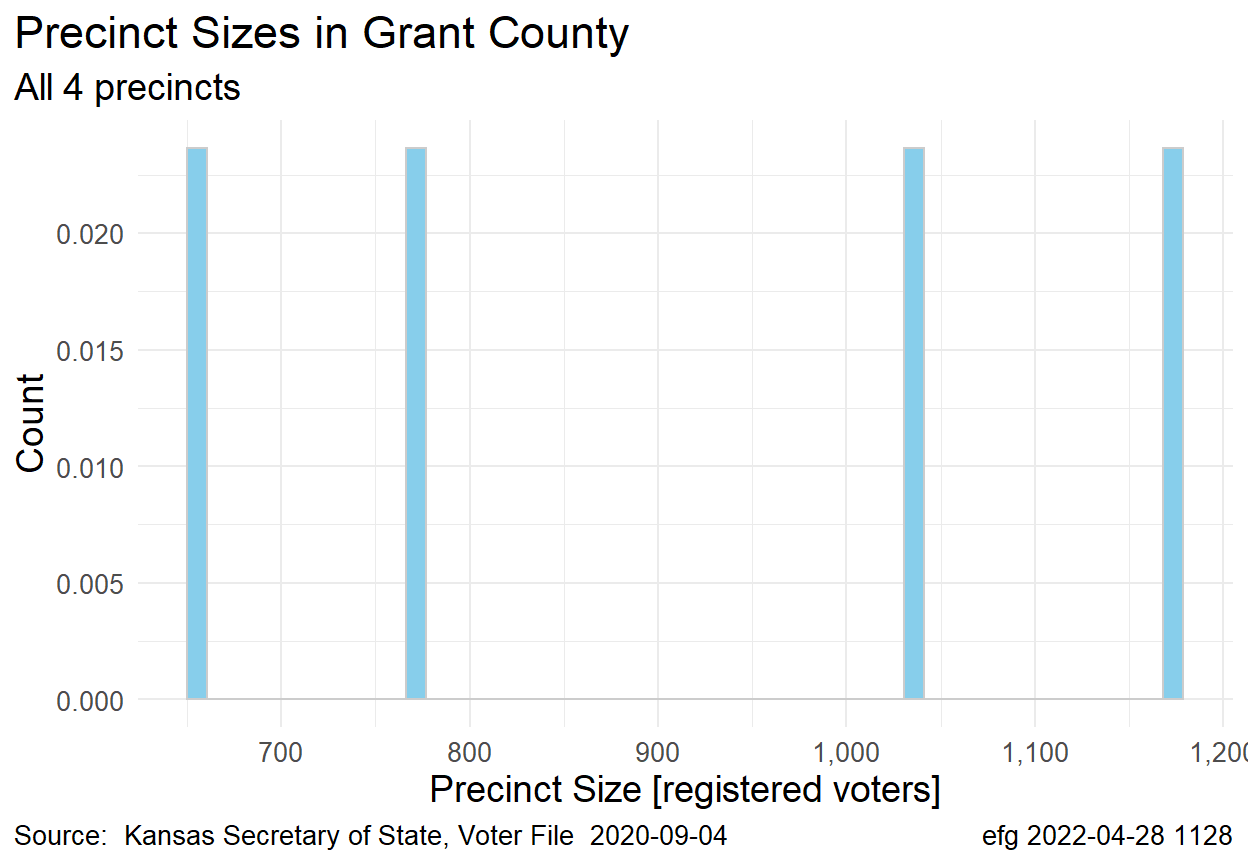 Precinct Sizes in Grant County
All 4 precincts
0.020
0.015
0.010
0.005
0.000
Count
700 800 900 1,000 1,100 1,200
Precinct Size [registered voters]
Source:  Kansas Secretary of State, Voter File  2020-09-04 efg 2022-04-28 1128